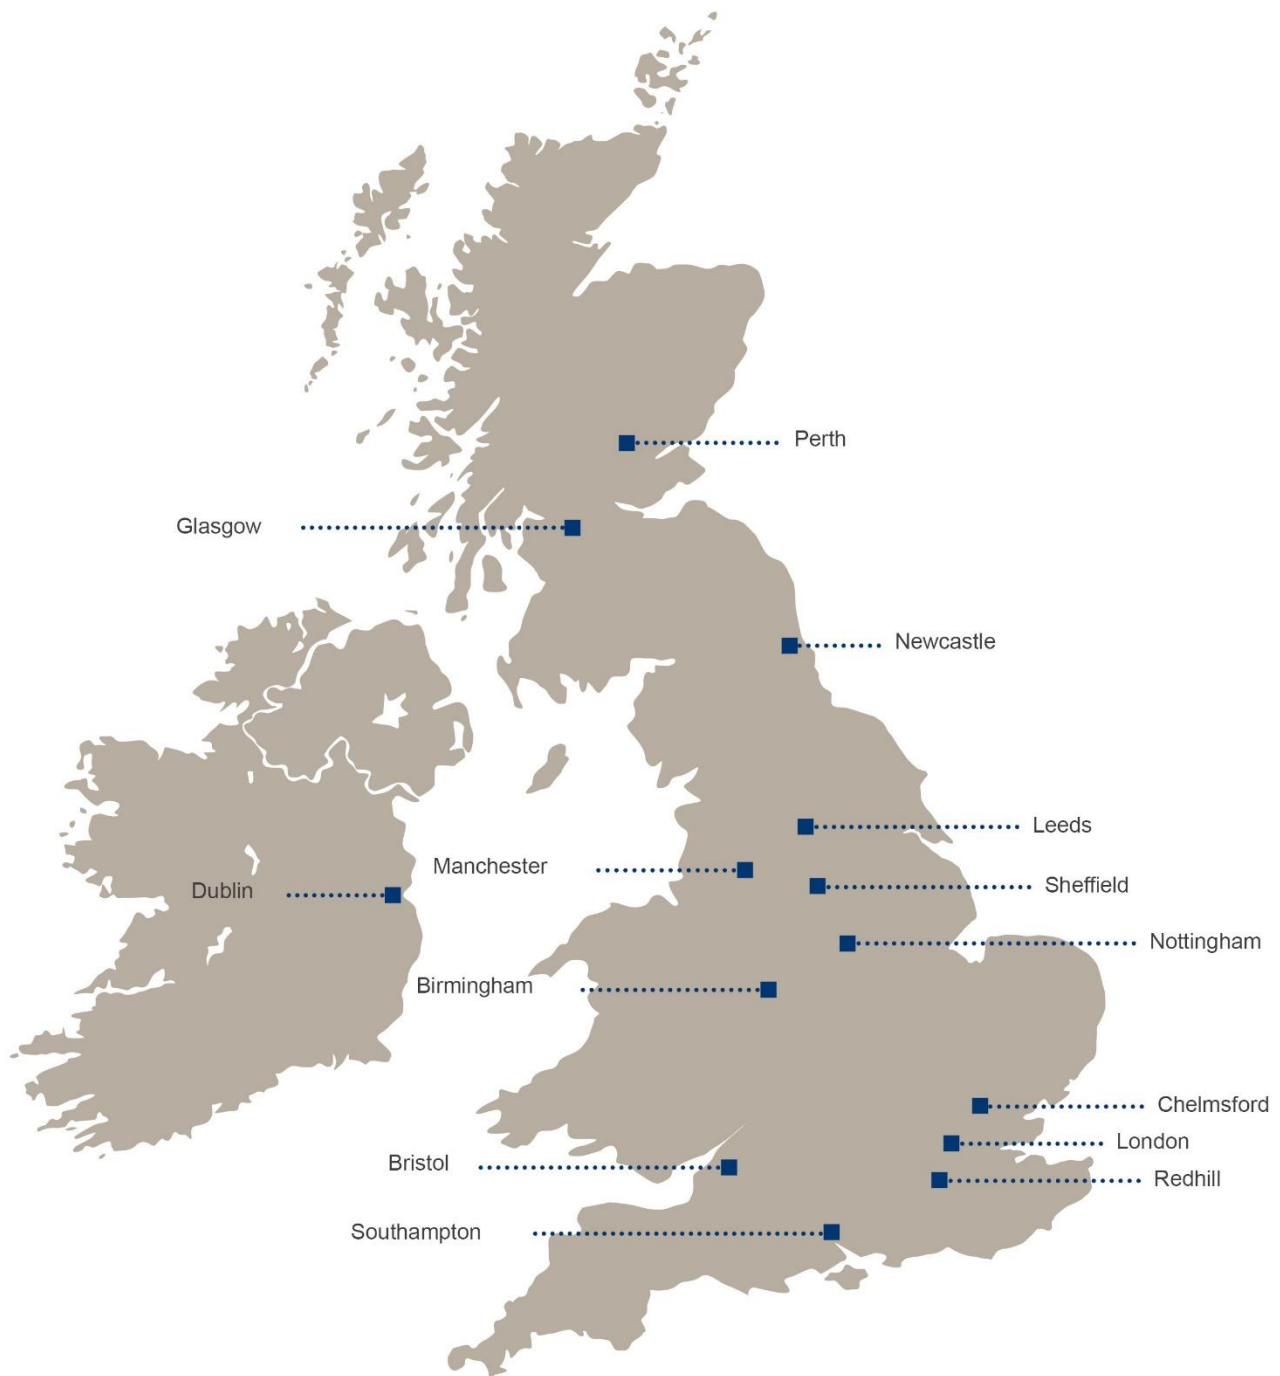 Perth
Glasgow
Newcastle
Leeds
Manchester
Sheffield
Dublin
Nottingham
Birmingham
Chelmsford
London
Bristol
Redhill
Southampton